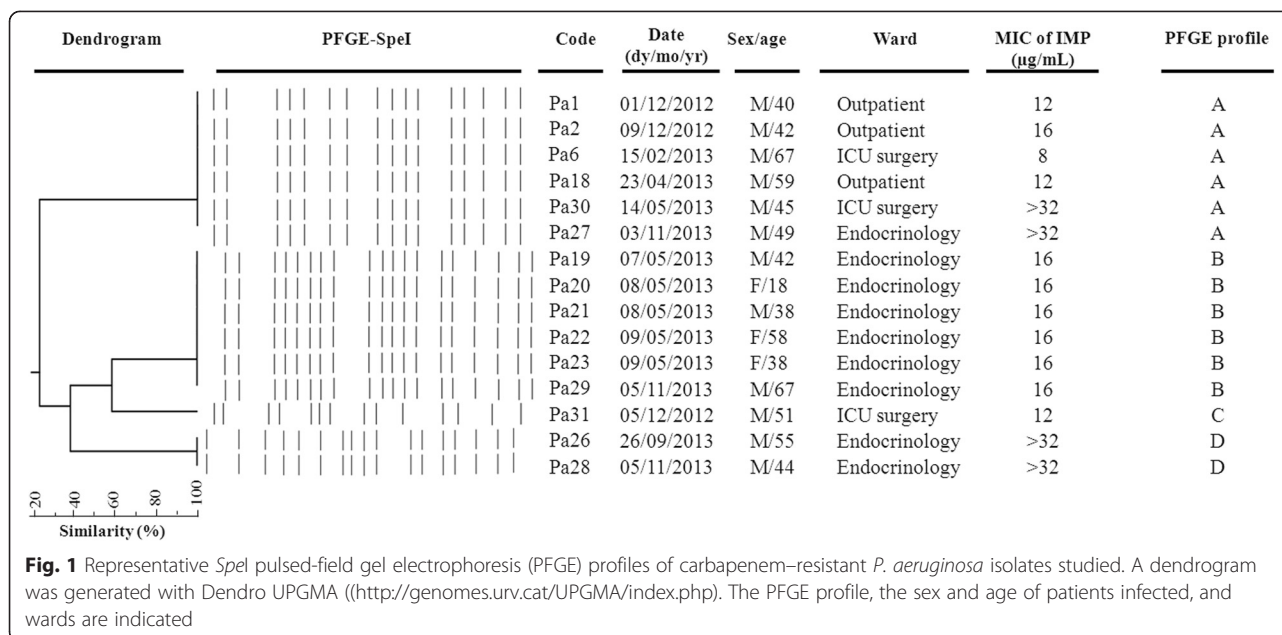 Dendrogram PFGE-SpeI Code Date (dy/mo/yr) Sex/age Ward MIC of IMP (µg/mL) PFGE profile
Pa1 01/12/2012 M/40 Outpatient 12 A
Pa2 09/12/2012 M/42 Outpatient 16 A
Pa6 15/02/2013 M/67 ICU surgery 8 A
Pa18 23/04/2013 M/59 Outpatient 12 A
Pa30 14/05/2013 M/45 ICU surgery >32 A
Pa27 03/11/2013 M/49 Endocrinology >32 A
Pa19 07/05/2013 M/42 Endocrinology 16 B
Pa20 08/05/2013 F/18 Endocrinology 16 B
Pa21 08/05/2013 M/38 Endocrinology 16 B
Pa22 09/05/2013 F/58 Endocrinology 16 B
Pa23 09/05/2013 F/38 Endocrinology 16 B
Pa29 05/11/2013 M/67 Endocrinology 16 B
Pa31 05/12/2012 M/51 ICU surgery 12 C
Pa26 26/09/2013 M/55 Endocrinology >32 D
Pa28 05/11/2013 M/44 Endocrinology >32 D
20 40 60 80 100
Similarity (%)
Fig. 1 Representative SpeI pulsed-field gel electrophoresis (PFGE) profiles of carbapenem–resistant P. aeruginosa isolates studied. A dendrogram
was generated with Dendro UPGMA ((http://genomes.urv.cat/UPGMA/index.php). The PFGE profile, the sex and age of patients infected, and
wards are indicated